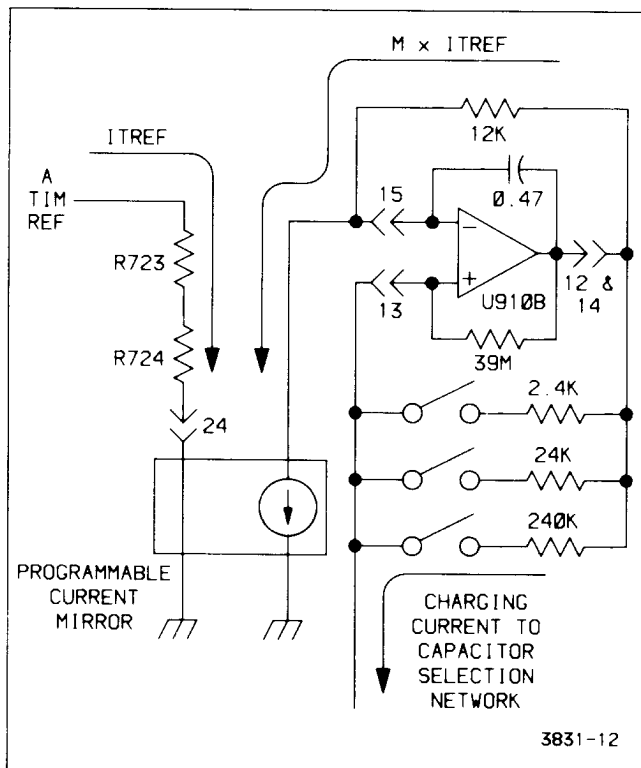 M x ITREF
12K
ITREF
A
TIM
REF
15
0.47
R723
−
+
U910B
12 &
14
13
R724
39M
24
2.4K
24K
240K
PROGRAMMABLE
CURRENT
MIRROR
CHARGING
CURRENT TO
CAPACITOR
SELECTION
NETWORK
3831-12